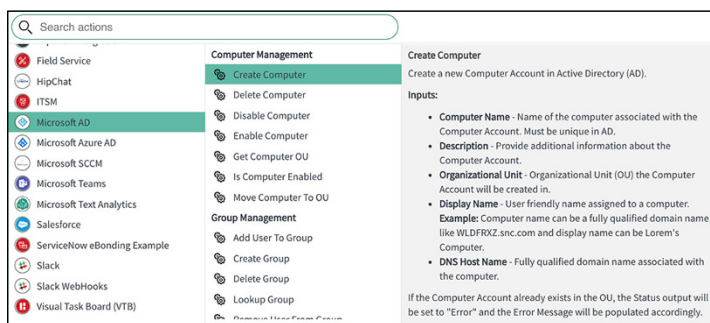 Search actions
Field Service
HipChat
ITSM
Microsoft AD
Microsoft Azure AD
Microsoft SCCM
Microsoft Teams
Microsoft Text Analytics
Salesforce
ServiceNow eBonding Example
Slack
Slack WebHooks
Visual Task Board (VTB)
Computer Management
Create Computer
Delete Computer
Disable Computer
Enable Computer
Get Computer OU
Is Computer Enabled
Move Computer To OU
Group Management
Add User To Group
Create Group
Delete Group
Lookup Group
Remove User From Group
Create Computer
Create a new Computer Account in Active Directory (AD).
Inputs:
• Computer Name - Name of the computer associated with the
Computer Account. Must be unique in AD.
• Description - Provide additional information about the
Computer Account.
• Organizational Unit - Organizational Unit (OU) the Computer
Account will be created in.
• Display Name - User friendly name assigned to a computer.
Example: Computer name can be a fully qualified domain name
like WLDFRXZ.snc.com and display name can be Lorem's
Computer.
• DNS Host Name - Fully qualified domain name associated with
the computer.
If the Computer Account already exists in the OU, the Status output will
be set to "Error" and the Error Message will be populated accordingly.